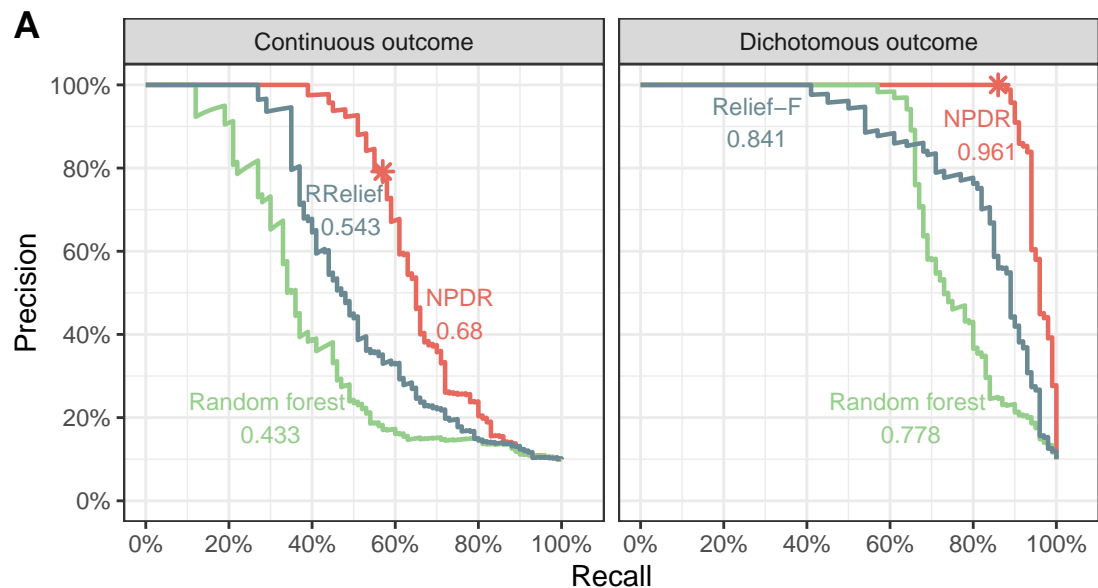 A
Continuous outcome
Dichotomous outcome
Precision
100%
80%
60%
40%
20%
0%
RRelief
0.543
NPDR
0.68
Random forest
0.433
Relief−F
0.841
NPDR
0.961
Random forest
0.778
0% 20% 40% 60% 80% 100%
0% 20% 40% 60% 80% 100%
Recall